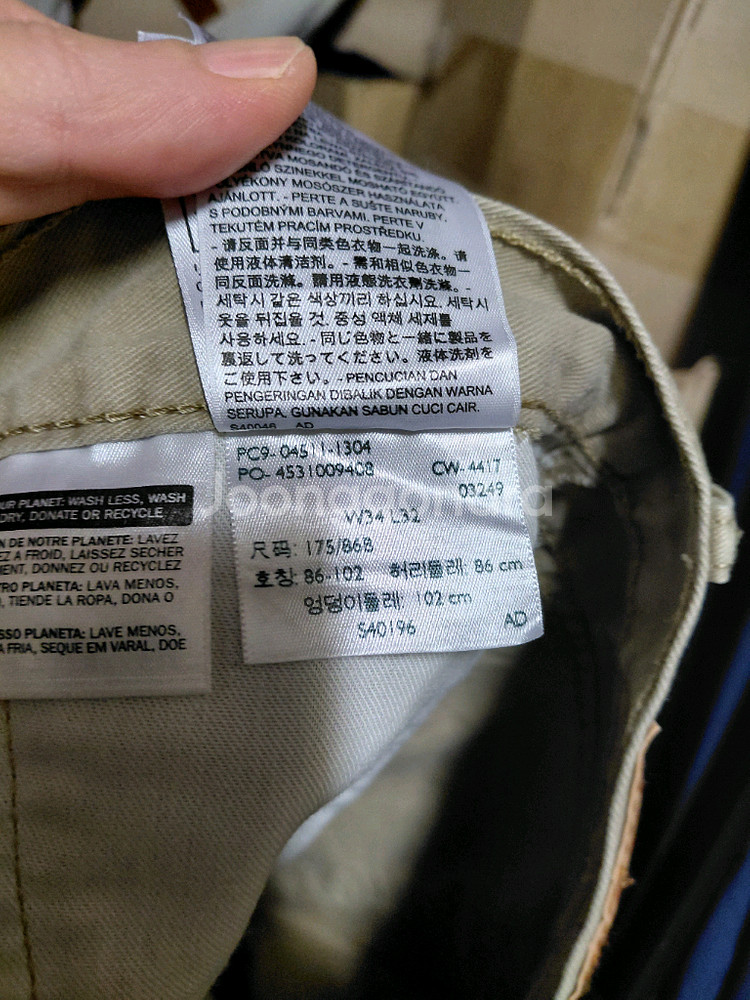 VA MOSANDÓ
SZÍNEKKEL MOSHATÓ EGYÜTT.
FOLYÉKONY MOSÓSZER HASZNÁLATA
AJÁNLOTT. - PERTE A SUŠTE NARUBY.
S PODOBNÝMI BARVAMI. PERTE V
TEKUTÉM PRACÍM PROSTŘEDKU.
- 请反面并与同类色衣物一起洗涤。请
使用液体清洁剂。- 需和相似色衣物一
同反面洗滌。請用液態洗衣劑洗滌。-
세탁시 같은 색상끼리 하십시요. 세탁시
옷을 뒤집을 것. 중성 액체 세제를
사용하세요. - 同じ色物と一緒に製品を
裏返して洗ってください。液体洗剤を
ご使用下さい。- PENCUCIAN DAN
PENGERINGAN DIBALIK DENGAN WARNA
SERUPA. GUNAKAN SABUN CUCI CAIR.
S40046 AD
PC9- 04511-1304
PO- 4531009408 CW- 4417
03249
W34 L32
尺码: 175/86B
호칭: 86-102 허리둘레: 86 cm
엉덩이둘레: 102 cm
S40196 AD
UR PLANET: WASH LESS, WASH
DRY, DONATE OR RECYCLE
N DE NOTRE PLANETE: LAVEZ
EZ A FROID, LAISSEZ SECHER
MENT, DONNEZ OU RECYCLEZ
RO PLANETA: LAVA MENOS,
, TIENDE LA ROPA, DONA O
SSO PLANETA: LAVE MENOS,
A FRIA, SEQUE EM VARAL, DOE
Joonggonara